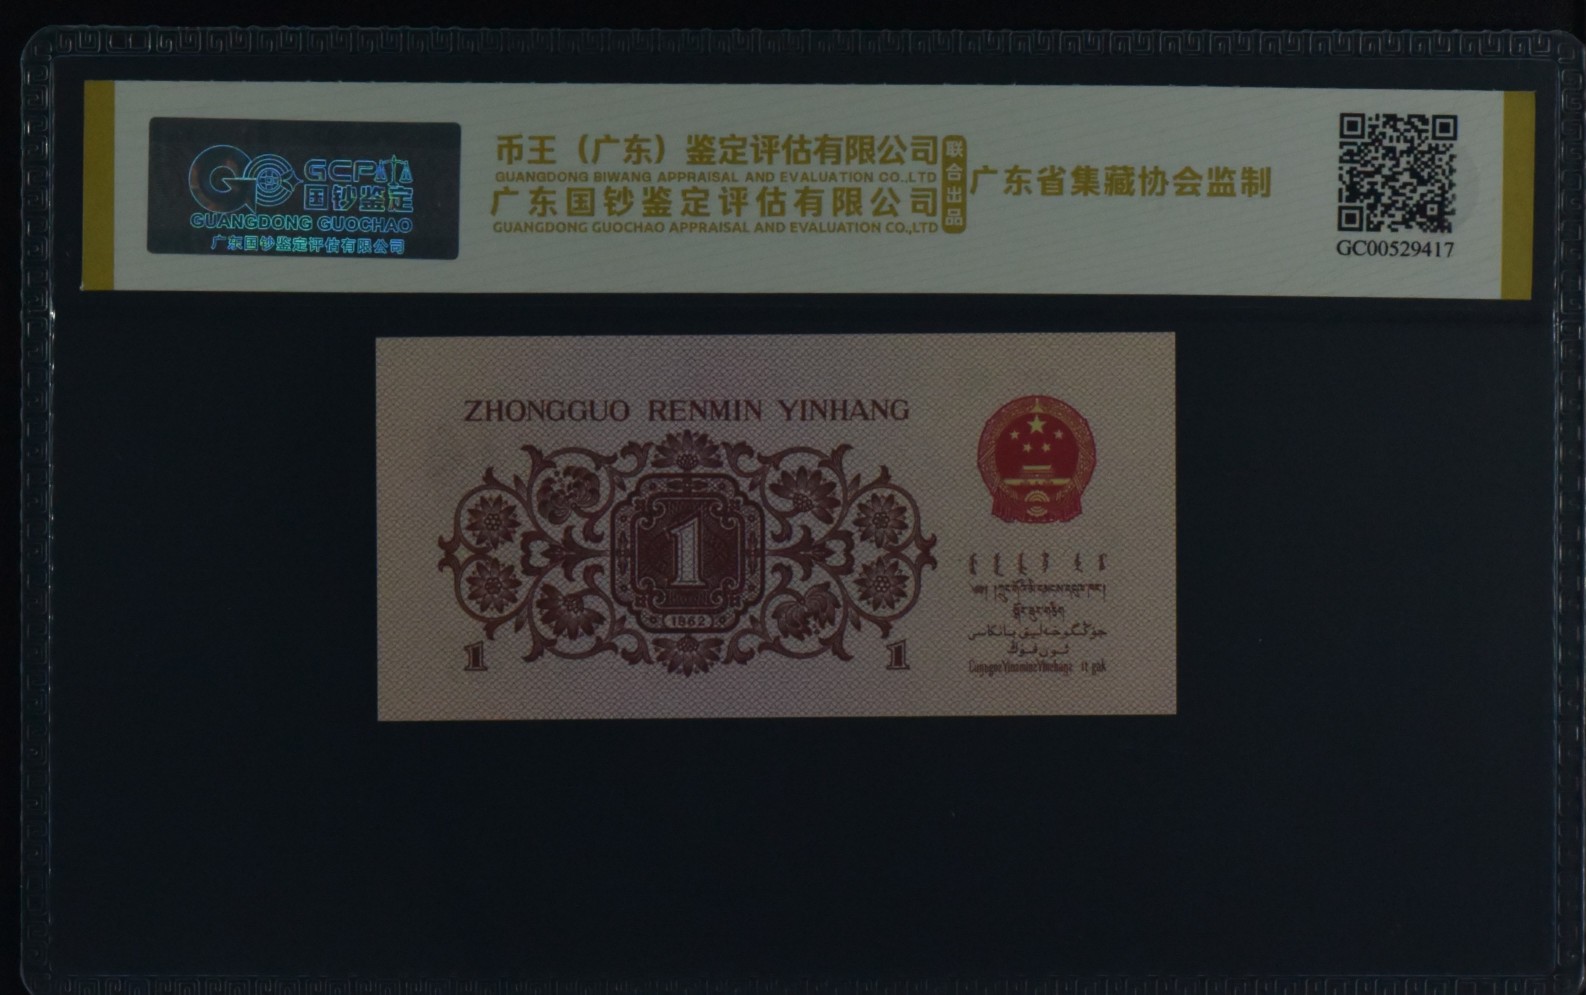 GCP
国钞鉴定
GUANGDONG GUOCHAO
广东国钞鉴定评估有限公司
币王（广东）鉴定评估有限公司
GUANGDONG BIWANG APPRAISAL AND EVALUATION CO.,LTD
广东国钞鉴定评估有限公司
GUANGDONG GUOCHAO APPRAISAL AND EVALUATION CO.,LTD
联合出品
广东省集藏协会监制
GC00529417
ZHONGGUO RENMIN YINHANG
1
1962
1
1